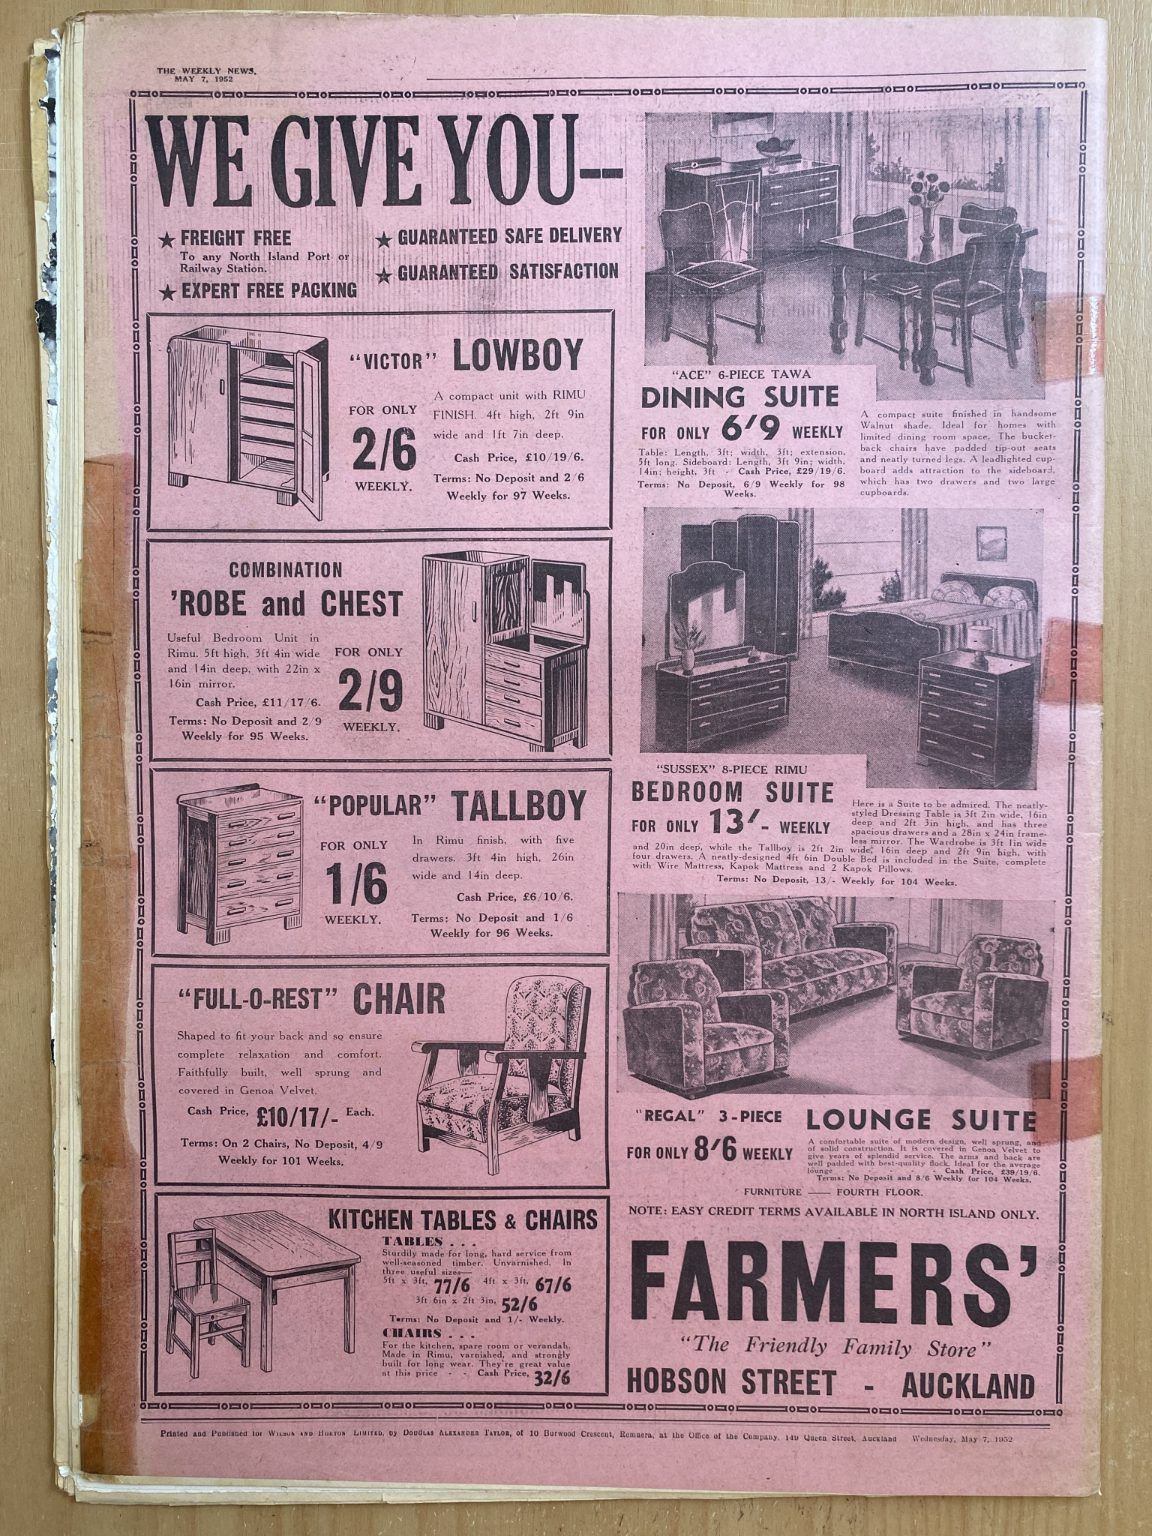 THE WEEKLY NEWS,
MAY 7, 1952
WE GIVE YOU--
★ FREIGHT FREE
To any North Island Port or
Railway Station.
★ EXPERT FREE PACKING
★ GUARANTEED SAFE DELIVERY
★ GUARANTEED SATISFACTION
"VICTOR" LOWBOY
FOR ONLY
2/6
WEEKLY.
A compact unit with RIMU
FINISH. 4ft high, 2ft 9in
wide and 1ft 7in deep.
Cash Price, £10/19/6.
Terms: No Deposit and 2/6
Weekly for 97 Weeks.
COMBINATION
'ROBE and CHEST
Useful Bedroom Unit in
Rimu. 5ft high, 3ft 4in wide
and 14in deep, with 22in x
16in mirror.
Cash Price, £11/17/6.
Terms: No Deposit and 2/9
Weekly for 95 Weeks.
FOR ONLY
2/9
WEEKLY.
"POPULAR" TALLBOY
FOR ONLY
1/6
WEEKLY.
In Rimu finish, with five
drawers. 3ft 4in high, 26in
wide and 14in deep.
Cash Price, £6/10/6.
Terms: No Deposit and 1/6
Weekly for 96 Weeks.
"FULL-O-REST" CHAIR
Shaped to fit your back and so ensure
complete relaxation and comfort.
Faithfully built, well sprung and
covered in Genoa Velvet.
Cash Price, £10/17/- Each.
Terms: On 2 Chairs, No Deposit, 4/9
Weekly for 101 Weeks.
KITCHEN TABLES & CHAIRS
TABLES . . .
Sturdily made for long, hard service from
well-seasoned timber. Unvarnished. In
three useful sizes—
5ft x 3ft, 77/6 4ft x 3ft, 67/6
3ft 6in x 2ft 3in, 52/6
Terms: No Deposit and 1/- Weekly.
CHAIRS . . .
For the kitchen, spare room or verandah.
Made in Rimu, varnished, and strongly
built for long wear. They're great value
at this price - - Cash Price, 32/6
"ACE" 6-PIECE TAWA
DINING SUITE
FOR ONLY 6/9 WEEKLY
Table: Length, 3ft; width, 3ft; extension,
5ft long. Sideboard: Length, 3ft 9in; width,
14in; height, 3ft - Cash Price, £29/19/6.
Terms: No Deposit, 6/9 Weekly for 98
Weeks.
A compact suite finished in handsome
Walnut shade. Ideal for homes with
limited dining room space. The bucket-
back chairs have padded tip-out seats
and neatly turned legs. A leadlighted cup-
board adds attraction to the sideboard,
which has two drawers and two large
cupboards.
"SUSSEX" 8-PIECE RIMU
BEDROOM SUITE
FOR ONLY 13/- WEEKLY
Here is a Suite to be admired. The neatly-
styled Dressing Table is 3ft 2in wide, 16in
deep and 2ft 3in high, and has three
spacious drawers and a 28in x 24in frame-
less mirror. The Wardrobe is 3ft 1in wide
and 20in deep, while the Tallboy is 2ft 2in wide, 16in deep and 2ft 9in high, with
four drawers. A neatly-designed 4ft 6in Double Bed is included in the Suite, complete
with Wire Mattress, Kapok Mattress and 2 Kapok Pillows.
Terms: No Deposit, 13/- Weekly for 104 Weeks.
"REGAL" 3-PIECE LOUNGE SUITE
FOR ONLY 8/6 WEEKLY
A comfortable suite of modern design, well sprung, and
of solid construction. It is covered in Genoa Velvet to
give years of splendid service. The arms and back are
well padded with best-quality flock. Ideal for the average
lounge - - - - - Cash Price, £39/19/6.
Terms: No Deposit and 8/6 Weekly for 104 Weeks.
FURNITURE — FOURTH FLOOR.
NOTE: EASY CREDIT TERMS AVAILABLE IN NORTH ISLAND ONLY.
FARMERS'
"The Friendly Family Store"
HOBSON STREET - AUCKLAND
Printed and Published for WILSON AND HORTON LIMITED, by DOUGLAS ALEXANDER TAYLOR, of 10 Burwood Crescent, Remuera, at the Office of the Company, 149 Queen Street, Auckland Wednesday, May 7, 1952